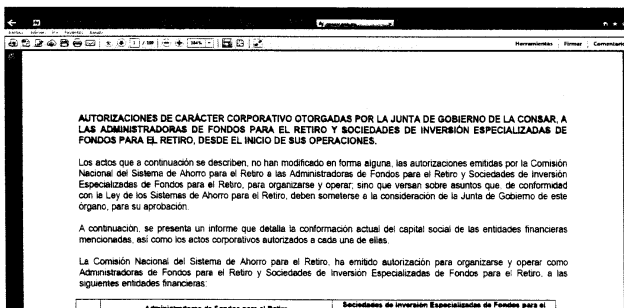 Herramientas Firmar Comentario
AUTORIZACIONES DE CARÁCTER CORPORATIVO OTORGADAS POR LA JUNTA DE GOBIERNO DE LA CONSAR, A
LAS ADMINISTRADORAS DE FONDOS PARA EL RETIRO Y SOCIEDADES DE INVERSIÓN ESPECIALIZADAS DE
FONDOS PARA EL RETIRO, DESDE EL INICIO DE SUS OPERACIONES.
Los actos que a continuación se describen, no han modificado en forma alguna, las autorizaciones emitidas por la Comisión
Nacional del Sistema de Ahorro para el Retiro a las Administradoras de Fondos para el Retiro y Sociedades de Inversión
Especializadas de Fondos para el Retiro, para organizarse y operar; sino que versan sobre asuntos que, de conformidad
con la Ley de los Sistemas de Ahorro para el Retiro, deben someterse a la consideración de la Junta de Gobierno de este
órgano, para su aprobación.
A continuación, se presenta un informe que detalla la conformación actual del capital social de las entidades financieras
mencionadas, así como los actos corporativos autorizados a cada una de ellas.
La Comisión Nacional del Sistema de Ahorro para el Retiro, ha emitido autorización para organizarse y operar como
Administradoras de Fondos para el Retiro y Sociedades de Inversión Especializadas de Fondos para el Retiro, a las
siguientes entidades financieras:
Administradoras de Fondos para el Retiro Sociedades de Inversión Especializadas de Fondos para el